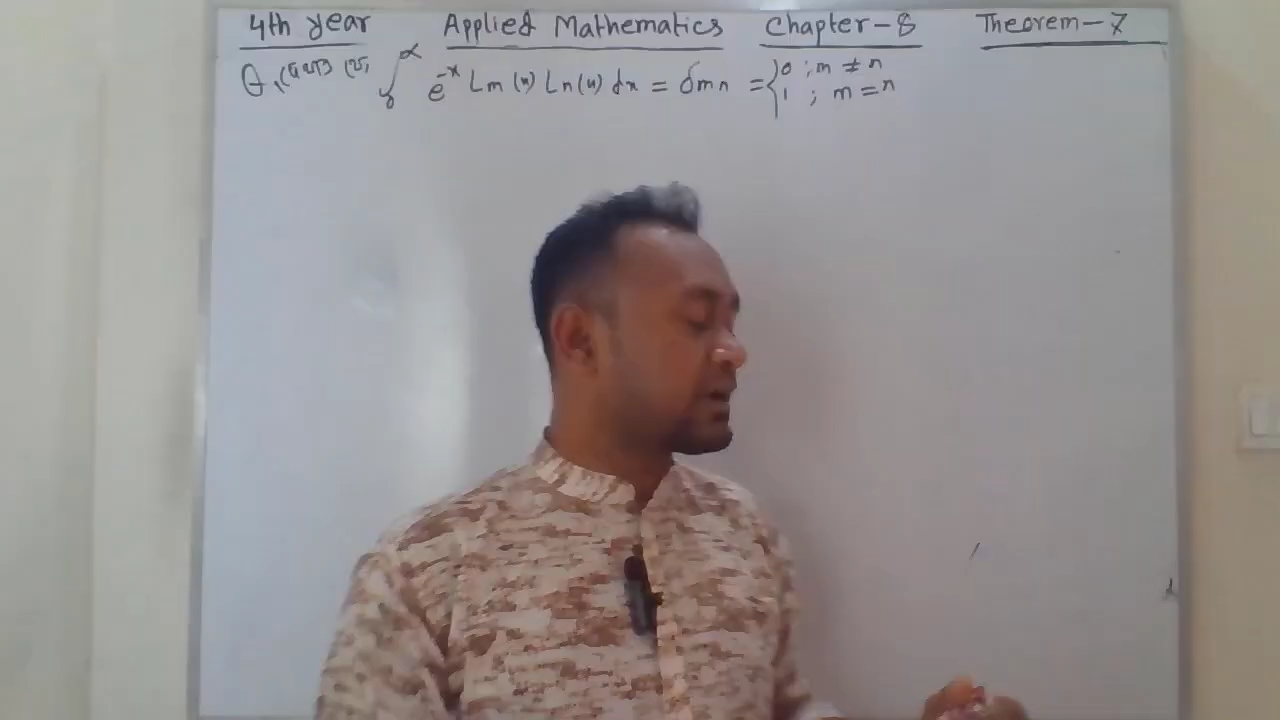 4th year Applied Mathematics Chapter-8 Theorem-7
∫₀^∝ e^{-x} Lm(x) Ln(x) dx = δmn = { 0 ; m ≠ n
1 ; m = n